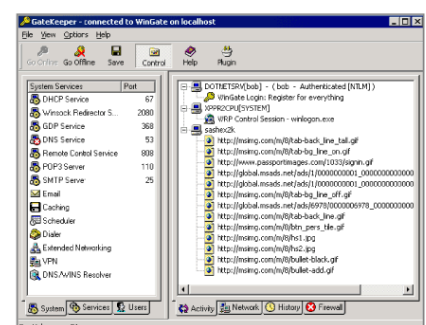 GateKeeper - connected to WinGate on localhost
File View Options Help
Go Online Go Offline Save Control Help Plugin
System Services Port
DHCP Service 67
Winsock Redirector S... 2080
GDP Service 368
DNS Service 53
Remote Control Service 808
POP3 Server 110
SMTP Server 25
Email
Caching
Scheduler
Dialer
Extended Networking
VPN
DNS/WINS Resolver
System Services Users
DOTNETSRV[bob] - ( bob - Authenticated [NTLM] )
WinGate Login: Register for everything
XPPR2CPU[SYSTEM]
WRP Control Session - winlogon.exe
sashex2k
http://msimg.com/m/8/tab-back_line_tail.gif
http://msimg.com/m/8/tab-bg_line_on.gif
http://www.passportimages.com/1033/signin.gif
http://global.msads.net/ads/1/0000000001_000000000000
http://global.msads.net/ads/1/0000000001_000000000000
http://msimg.com/m/8/tab-bg_line_off.gif
http://global.msads.net/ads/6978/0000006978_00000000000
http://msimg.com/m/8/tab-back_line.gif
http://msimg.com/m/8/btn_pers_tile.gif
http://msimg.com/m/8/hs1.jpg
http://msimg.com/m/8/hs2.jpg
http://msimg.com/m/8/bullet-black.gif
http://msimg.com/m/8/bullet-add.gif
Activity Network History Firewall